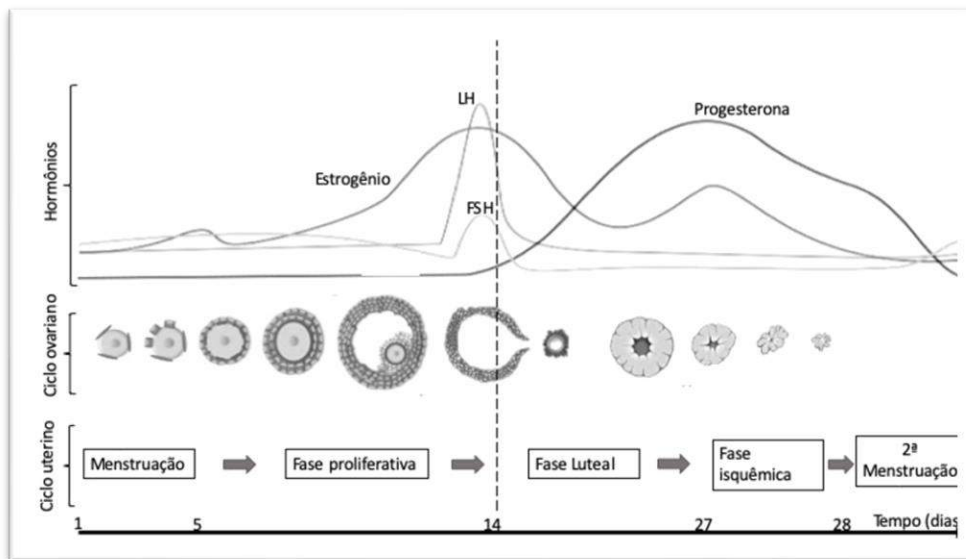 LH
Progesterona
Estrogênio
FSH
Hormônios
Ciclo ovariano
Ciclo uterino
Menstruação
Fase proliferativa
Fase Luteal
Fase
isquêmica
2ª
Menstruação
1 5 14 27 28 Tempo (dias